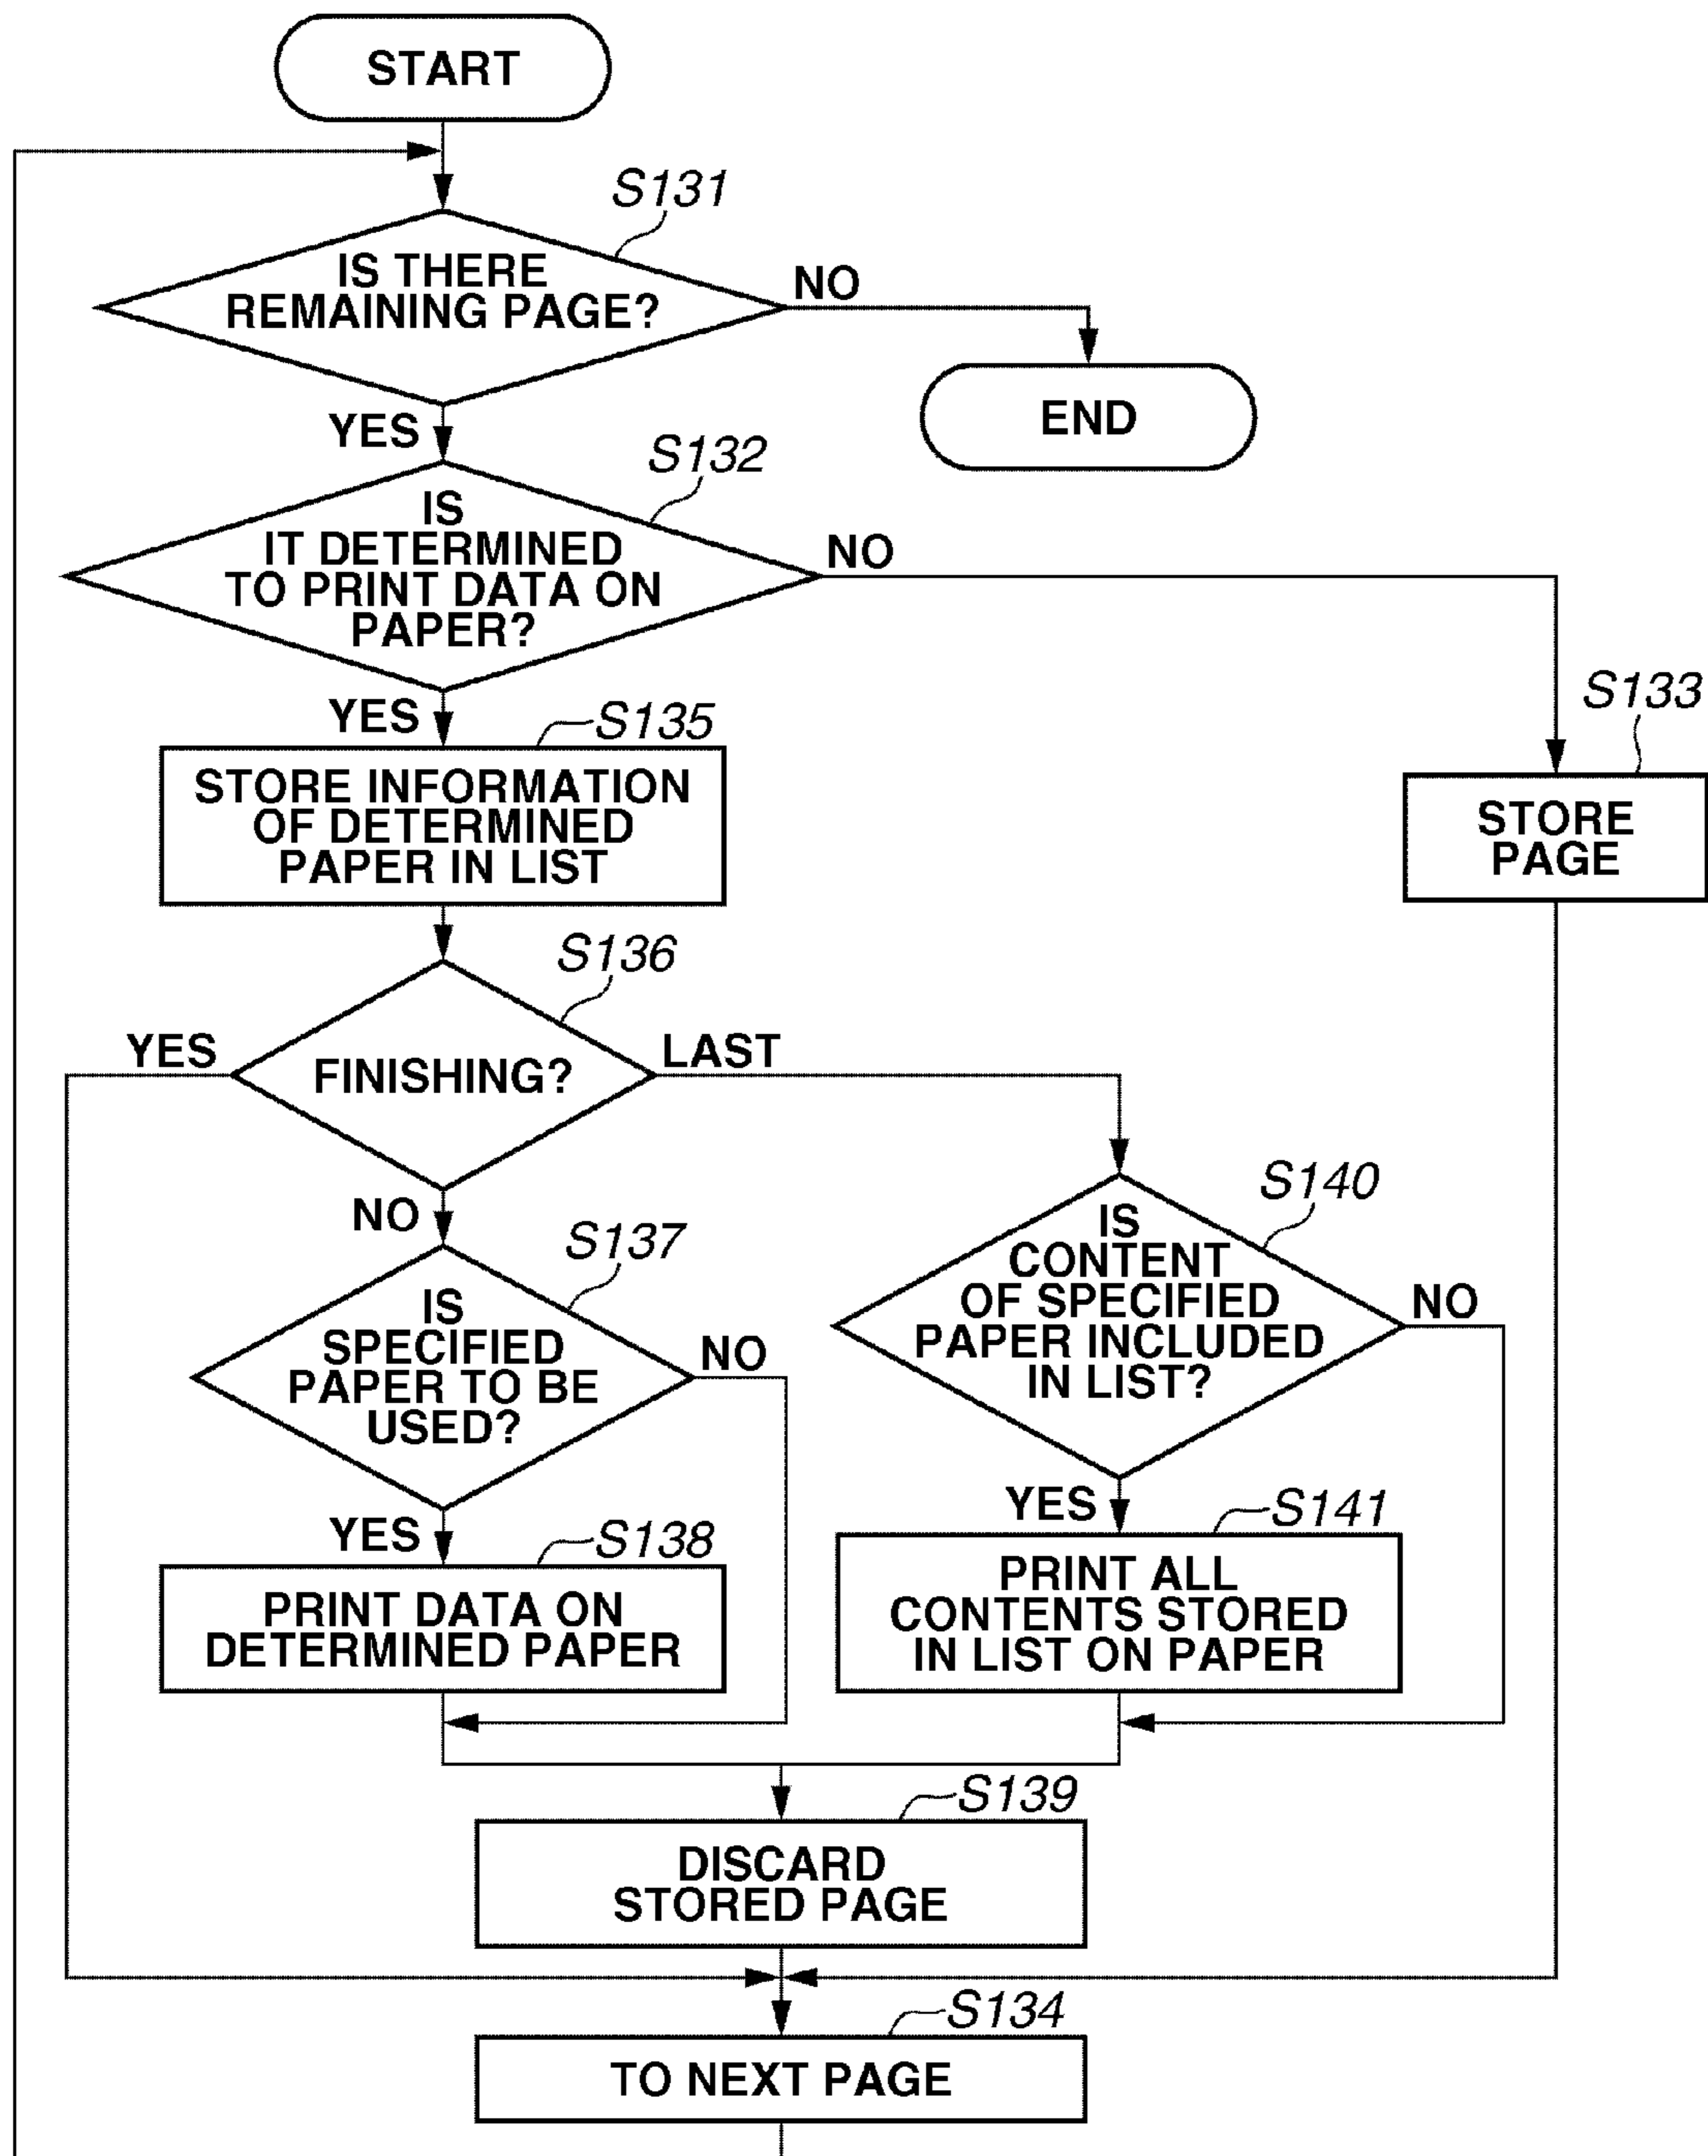 START
S131
IS THERE
REMAINING PAGE?
NO
END
YES
S132
IS
IT DETERMINED
TO PRINT DATA ON
PAPER?
NO
YES
S133
STORE
PAGE
S135
STORE INFORMATION
OF DETERMINED
PAPER IN LIST
S136
FINISHING?
YES
LAST
NO
S137
IS
SPECIFIED
PAPER TO BE
USED?
NO
S140
IS
CONTENT
OF SPECIFIED
PAPER INCLUDED
IN LIST?
NO
YES
S138
PRINT DATA ON
DETERMINED PAPER
YES
S141
PRINT ALL
CONTENTS STORED
IN LIST ON PAPER
S139
DISCARD
STORED PAGE
S134
TO NEXT PAGE